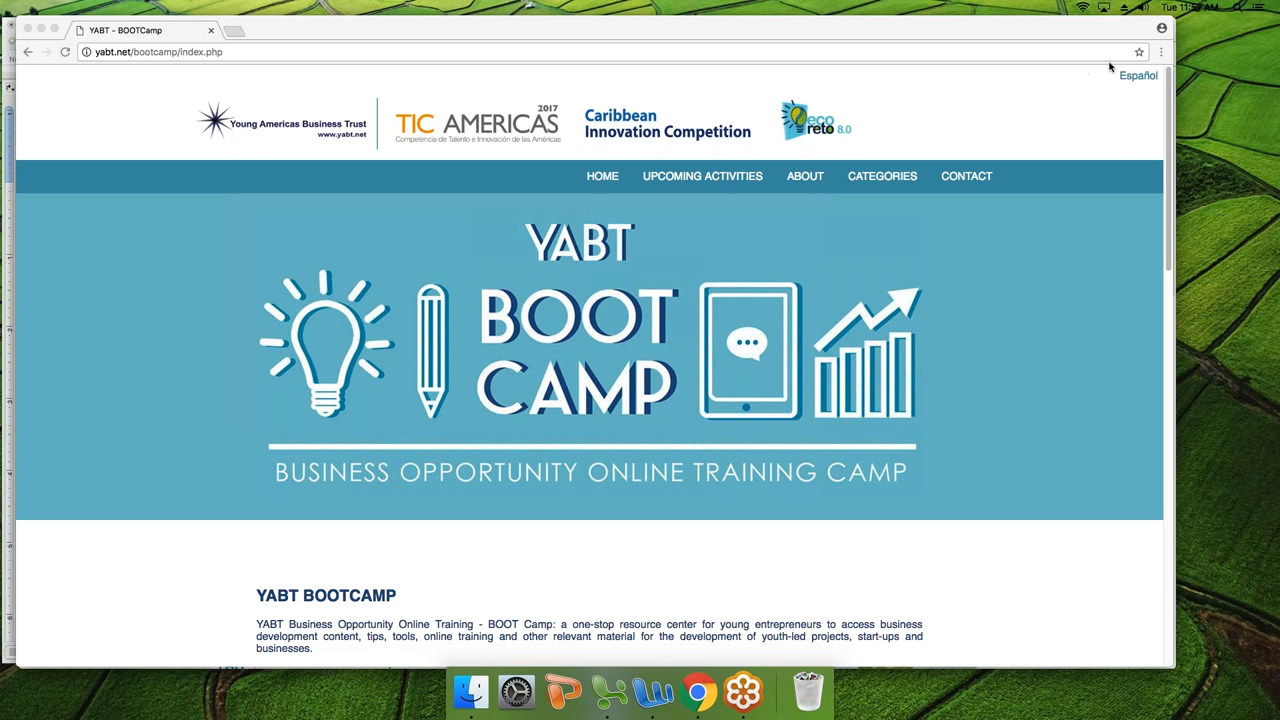 Tue 11:5
YABT - BOOTCamp
yabt.net/bootcamp/index.php
Español
Young Americas Business Trust
www.yabt.net
2017
TIC AMERICAS
Competencia de Talento e Innovación de las Américas
Caribbean
Innovation Competition
eco
reto 8.0
HOME UPCOMING ACTIVITIES ABOUT CATEGORIES CONTACT
YABT
BOOT
CAMP
BUSINESS OPPORTUNITY ONLINE TRAINING CAMP
YABT BOOTCAMP
YABT Business Opportunity Online Training - BOOT Camp: a one-stop resource center for young entrepreneurs to access business
development content, tips, tools, online training and other relevant material for the development of youth-led projects, start-ups and
businesses.